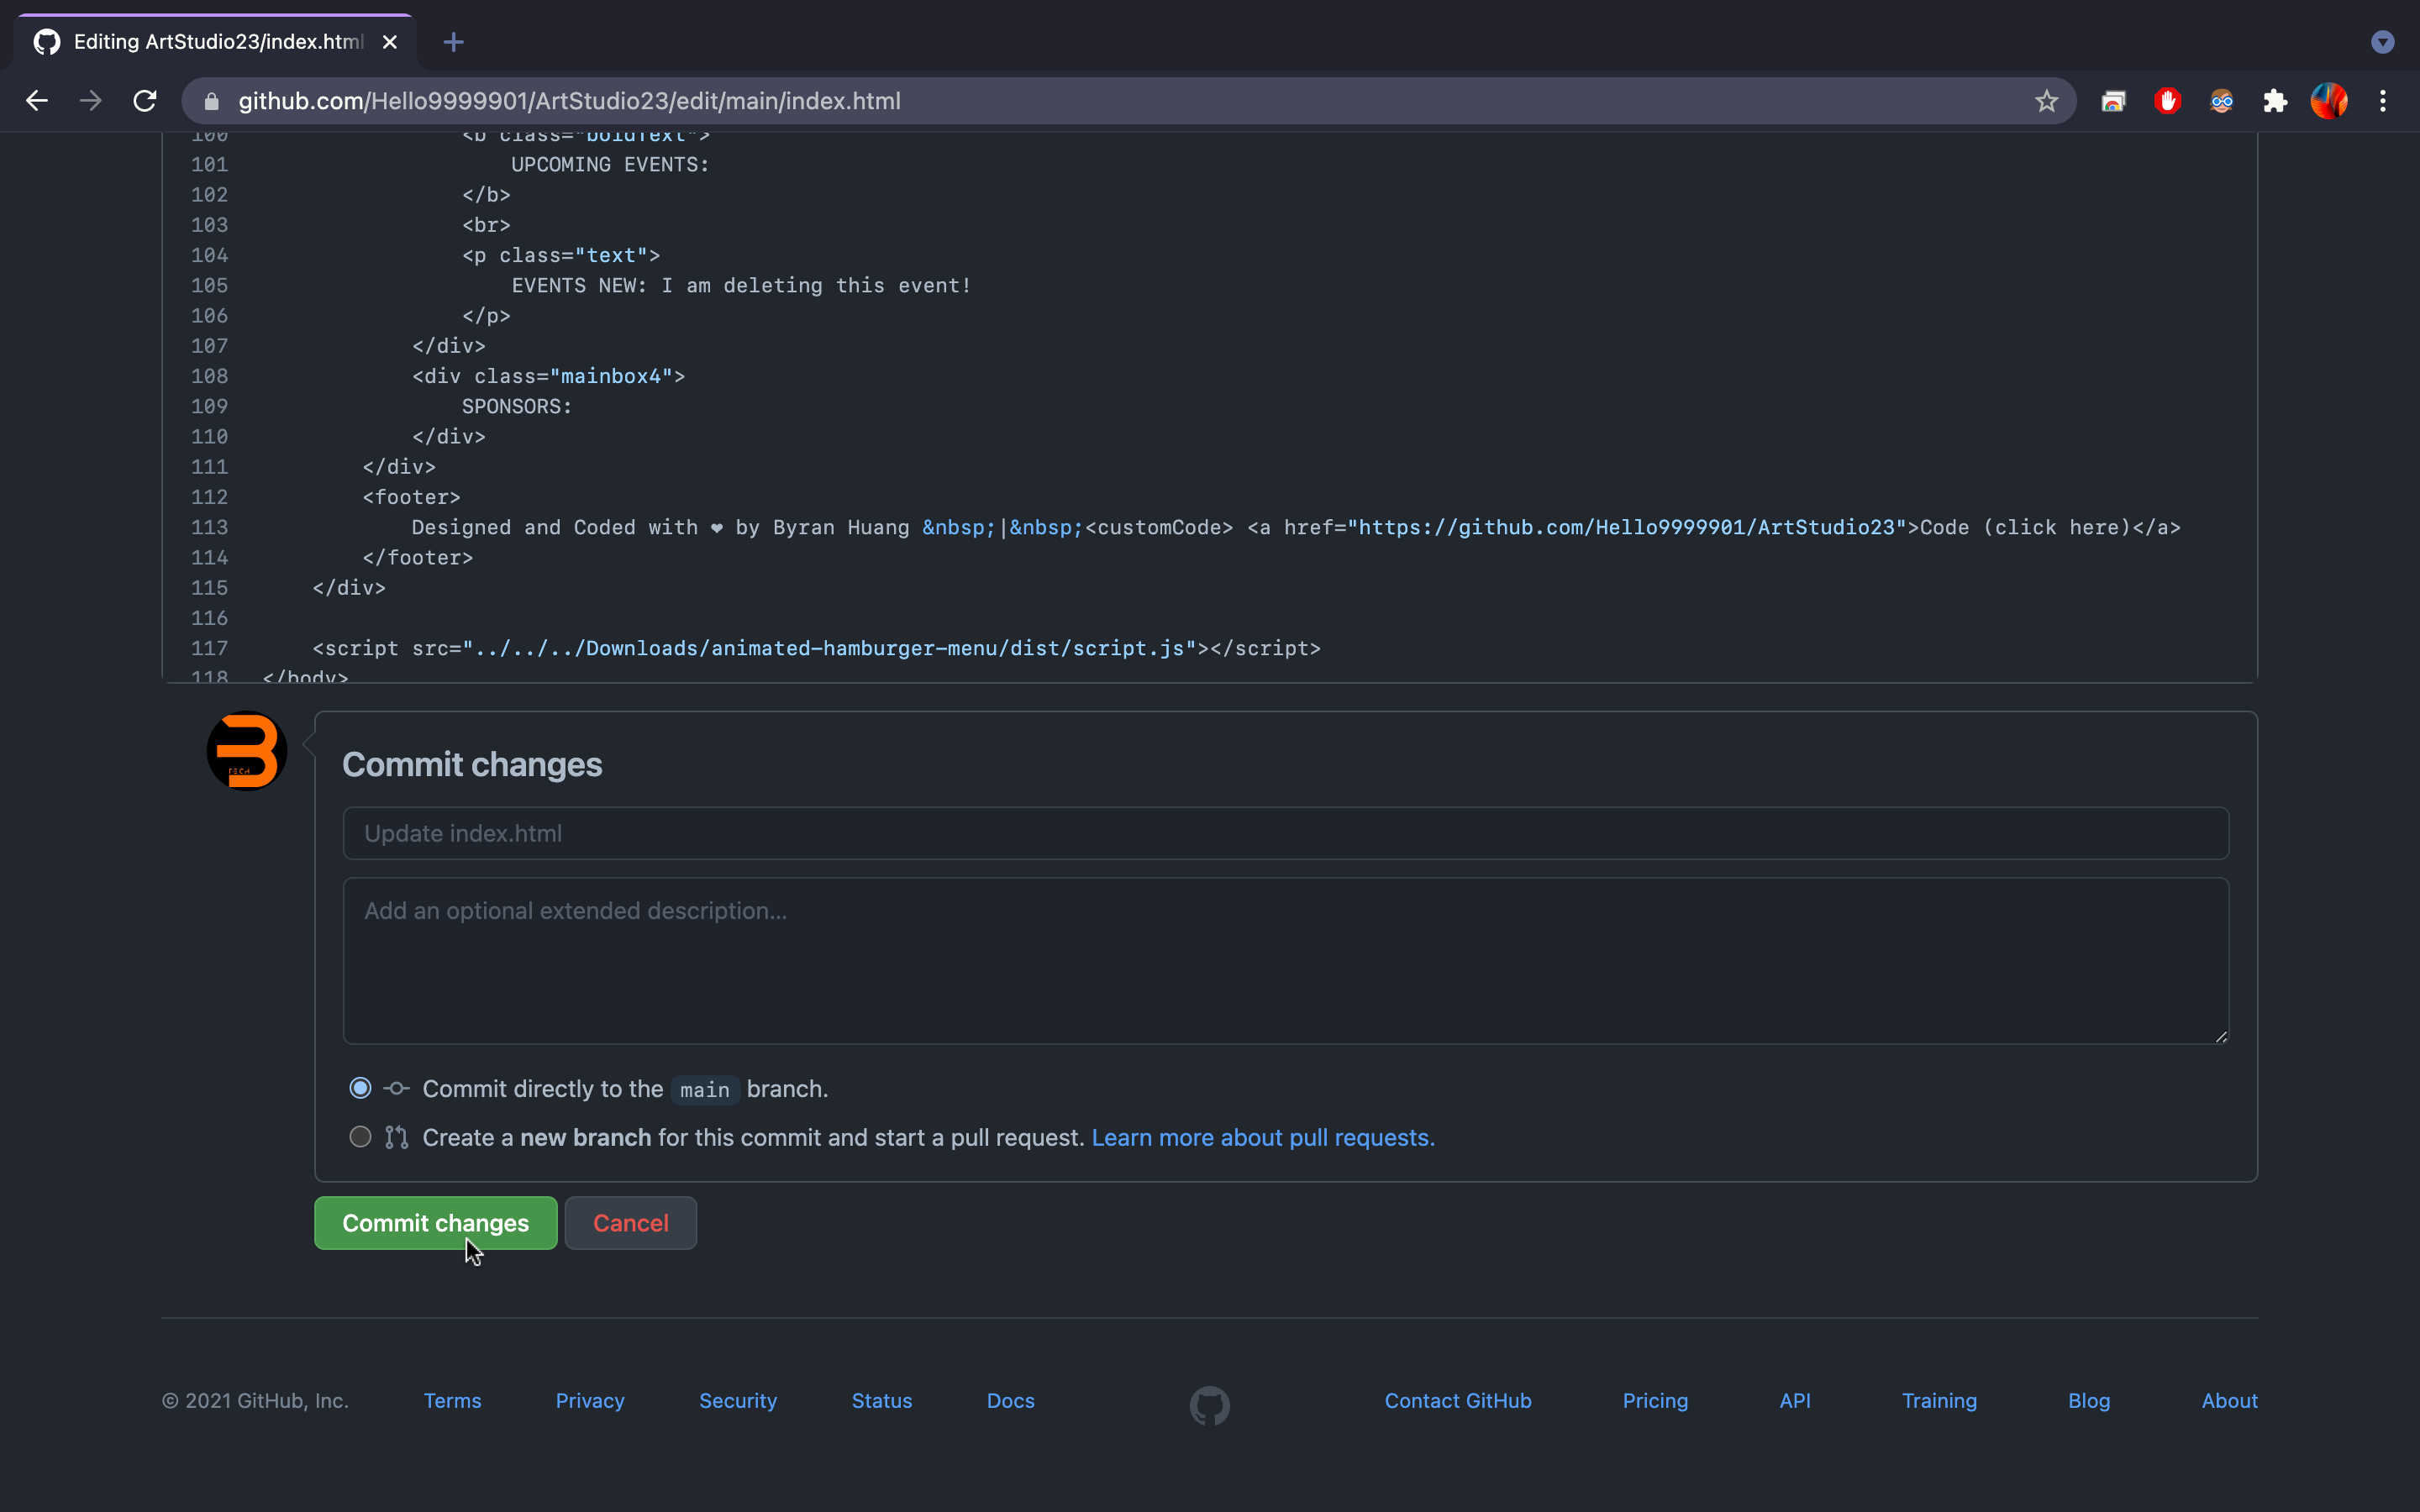 Editing ArtStudio23/index.html
github.com/Hello9999901/ArtStudio23/edit/main/index.html
100 <b class="boldText">
101 UPCOMING EVENTS:
102 </b>
103 <br>
104 <p class="text">
105 EVENTS NEW: I am deleting this event!
106 </p>
107 </div>
108 <div class="mainbox4">
109 SPONSORS:
110 </div>
111 </div>
112 <footer>
113 Designed and Coded with ❤ by Byran Huang &nbsp;|&nbsp;<customCode> <a href="https://github.com/Hello9999901/ArtStudio23">Code (click here)</a>
114 </footer>
115 </div>
116
117 <script src="../../../Downloads/animated-hamburger-menu/dist/script.js"></script>
118 </body>
TECH
Commit changes
Update index.html
Add an optional extended description...
Commit directly to the main branch.
Create a new branch for this commit and start a pull request. Learn more about pull requests.
Commit changes Cancel
© 2021 GitHub, Inc. Terms Privacy Security Status Docs Contact GitHub Pricing API Training Blog About